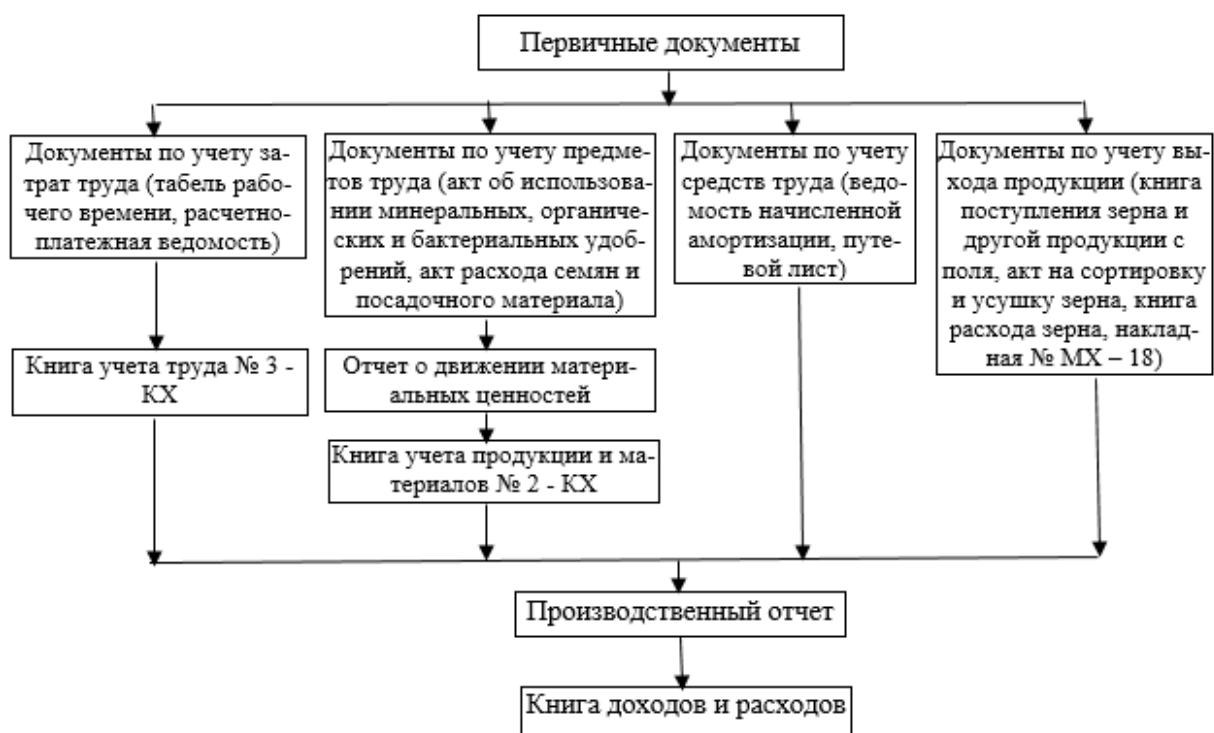 Первичные документы
Документы по учету за-
трат труда (табель рабо-
чего времени, расчетно-
платежная ведомость)
Документы по учету предме-
тов труда (акт об использова-
нии минеральных, органиче-
ских и бактериальных удоб-
рений, акт расхода семян и
посадочного материала)
Документы по учету
средств труда (ведо-
мость начисленной
амортизации, путе-
вой лист)
Документы по учету вы-
хода продукции (книга
поступления зерна и
другой продукции с
поля, акт на сортировку
и усушку зерна, книга
расхода зерна, наклад-
ная № МХ – 18)
Книга учета труда № 3 -
КХ
Отчет о движении матери-
альных ценностей
Книга учета продукции и ма-
териалов № 2 - КХ
Производственный отчет
Книга доходов и расходов